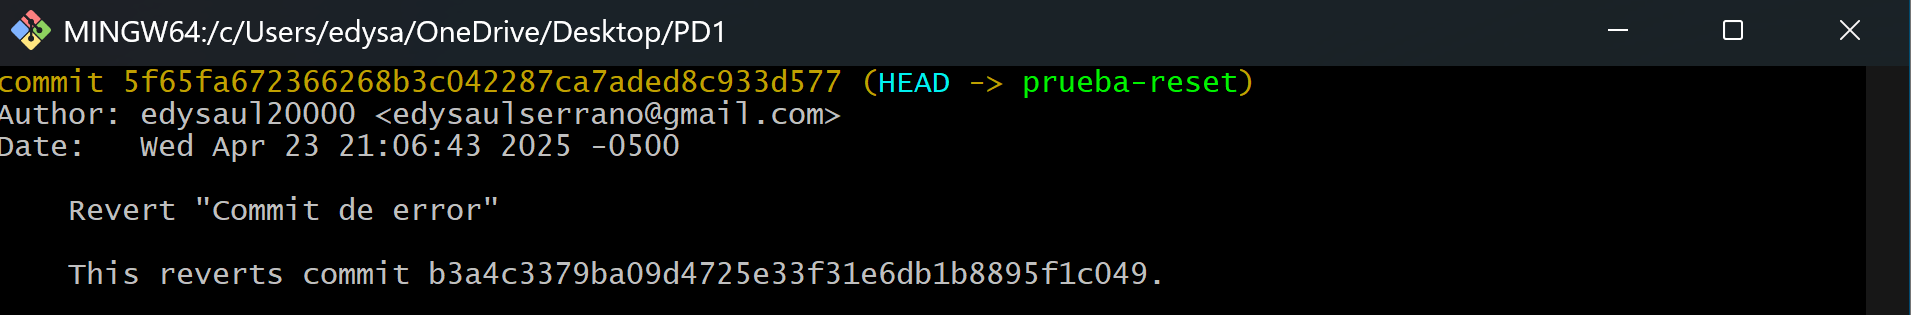 MINGW64:/c/Users/edysa/OneDrive/Desktop/PD1
commit 5f65fa672366268b3c042287ca7aded8c933d577 (HEAD -> prueba-reset)
Author: edysaul20000 <edysaulserrano@gmail.com>
Date:   Wed Apr 23 21:06:43 2025 -0500
    Revert "Commit de error"
    This reverts commit b3a4c3379ba09d4725e33f31e6db1b8895f1c049.